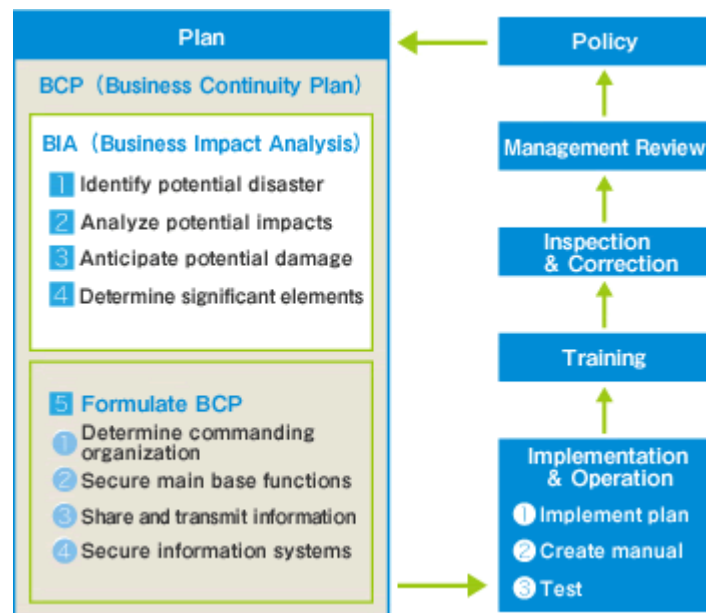 Plan
BCP（Business Continuity Plan）
BIA（Business Impact Analysis）
1 Identify potential disaster
2 Analyze potential impacts
3 Anticipate potential damage
4 Determine significant elements
5 Formulate BCP
① Determine commanding
organization
② Secure main base functions
③ Share and transmit information
④ Secure information systems
Policy
Management Review
Inspection
& Correction
Training
Implementation
& Operation
① Implement plan
② Create manual
③ Test